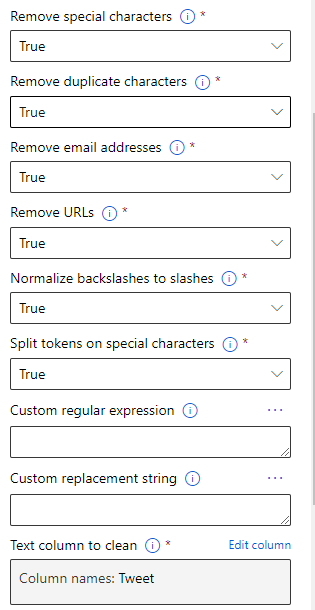 Remove special characters *
True
Remove duplicate characters *
True
Remove email addresses *
True
Remove URLs *
True
Normalize backslashes to slashes *
True
Split tokens on special characters *
True
Custom regular expression ...
Custom replacement string ...
Text column to clean * Edit column
Column names: Tweet